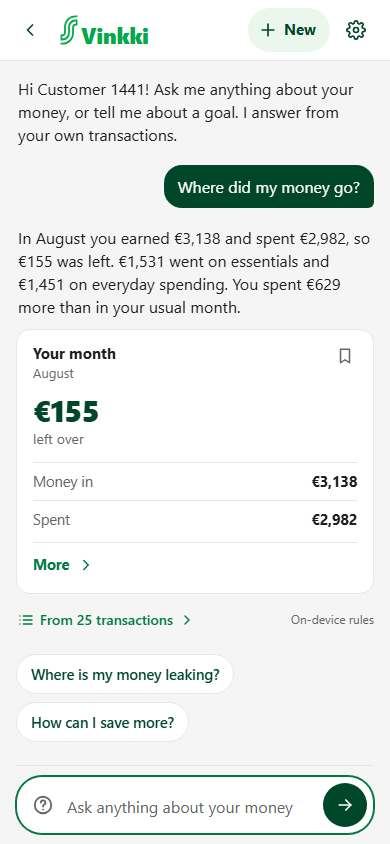 Vinkki
New
Hi Customer 1441! Ask me anything about your
money, or tell me about a goal. I answer from
your own transactions.
Where did my money go?
In August you earned €3,138 and spent €2,982, so
€155 was left. €1,531 went on essentials and
€1,451 on everyday spending. You spent €629
more than in your usual month.
Your month
August
€155
left over
Money in €3,138
Spent €2,982
More
From 25 transactions
On-device rules
Where is my money leaking?
How can I save more?
Ask anything about your money